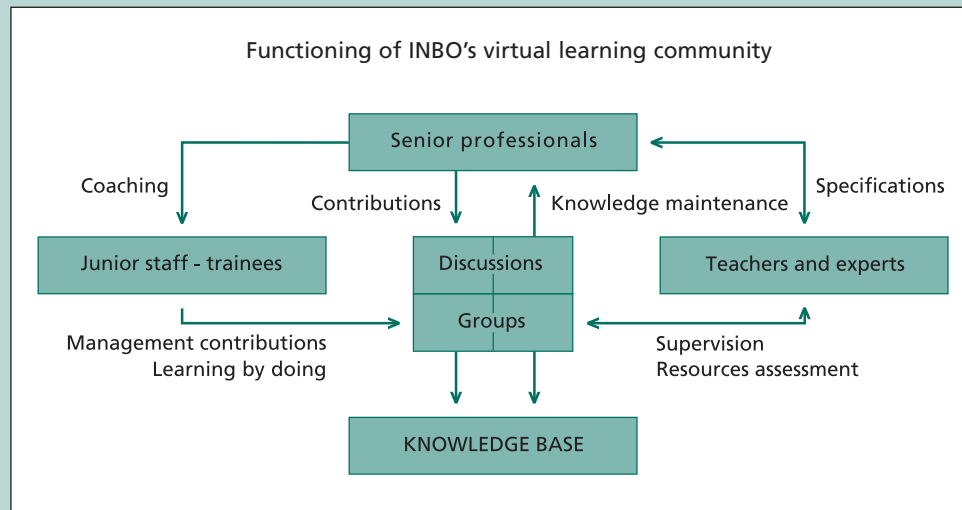 Functioning of INBO’s virtual learning community
Senior professionals
Coaching
Contributions
Knowledge maintenance
Specifications
Junior staff - trainees
Discussions
Teachers and experts
Groups
Management contributions
Learning by doing
Supervision
Resources assessment
KNOWLEDGE BASE